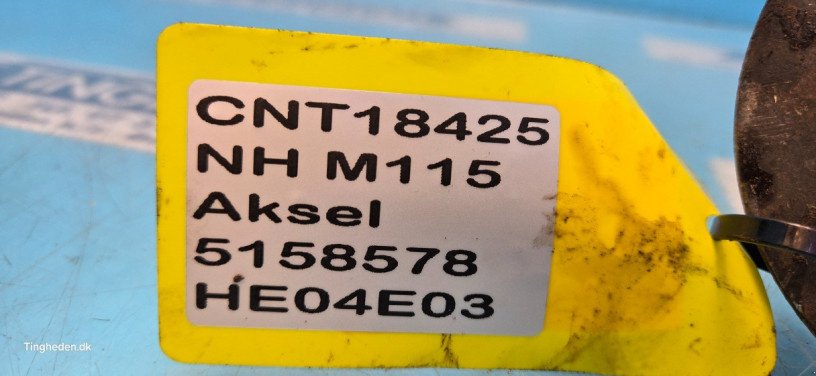 CNT18425
NH M115
Aksel
5158578
HE04E03
Tingheden.dk